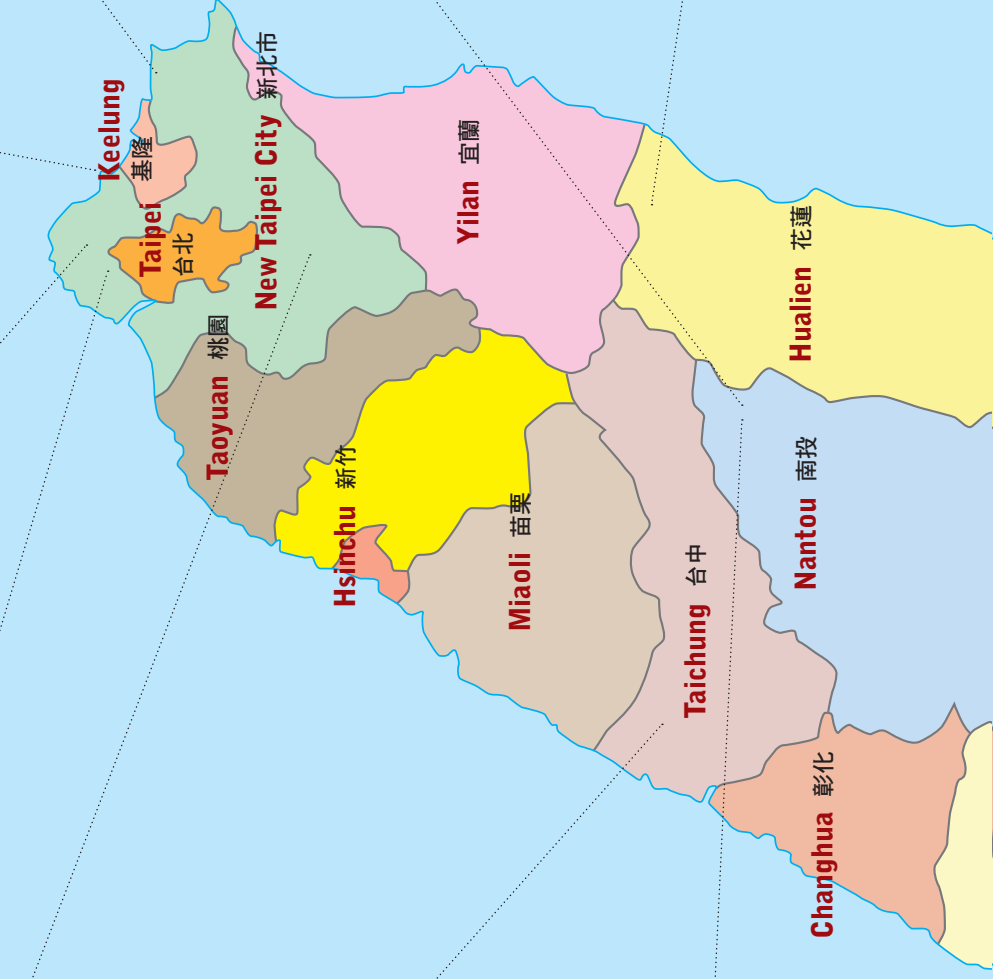 Keelung 基隆
Taipei 台北
New Taipei City 新北市
Taoyuan 桃園
Hsinchu 新竹
Yilan 宜蘭
Miaoli 苗栗
Taichung 台中
Hualien 花蓮
Nantou 南投
Changhua 彰化